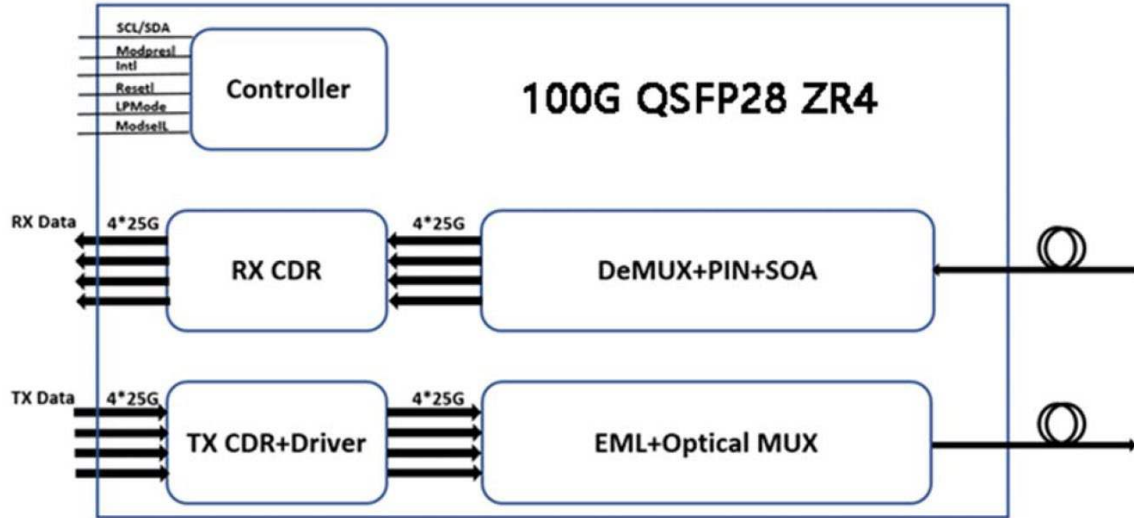 SCL/SDA
Modpresl
Intl
Resetl
LPMode
ModselL
Controller
100G QSFP28 ZR4
RX Data
4*25G
4*25G
RX CDR
DeMUX+PIN+SOA
TX Data
4*25G
4*25G
TX CDR+Driver
EML+Optical MUX